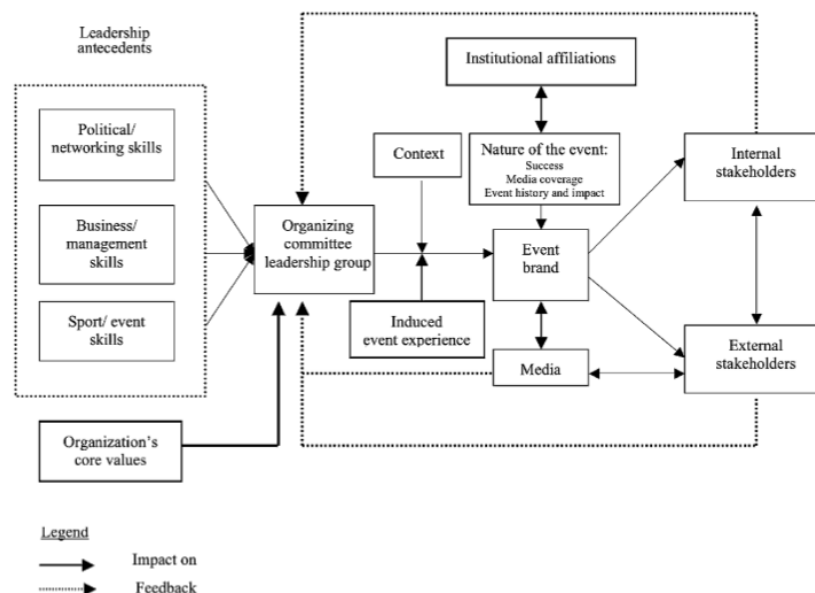 Leadership
antecedents
Political/
networking skills
Business/
management skills
Sport/ event
skills
Organization's
core values
Organizing
committee
leadership group
Context
Induced
event experience
Institutional affiliations
Nature of the event:
Success
Media coverage
Event history and impact
Event
brand
Media
Internal
stakeholders
External
stakeholders
Legend
Impact on
Feedback